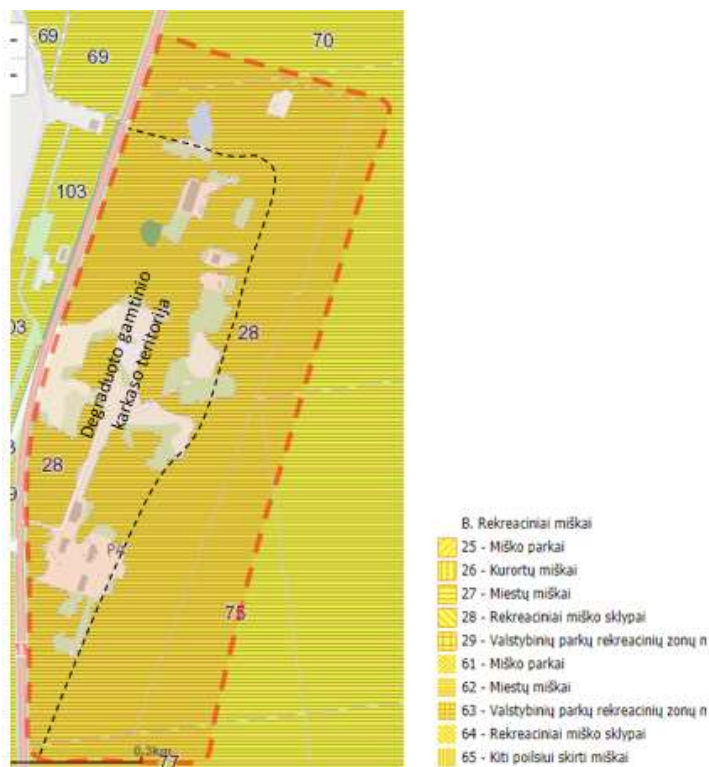 69
69
70
103
03
28
28
Degraduoto gamtinio
karkaso teritorija
75
0.3km
77
B. Rekreaciniai miškai
25 - Miško parkai
26 - Kurortų miškai
27 - Miestų miškai
28 - Rekreaciniai miško sklypai
29 - Valstybinių parkų rekreacinių zonų m
61 - Miško parkai
62 - Miestų miškai
63 - Valstybinių parkų rekreacinių zonų m
64 - Rekreaciniai miško sklypai
65 - Kiti poilsiui skirti miškai